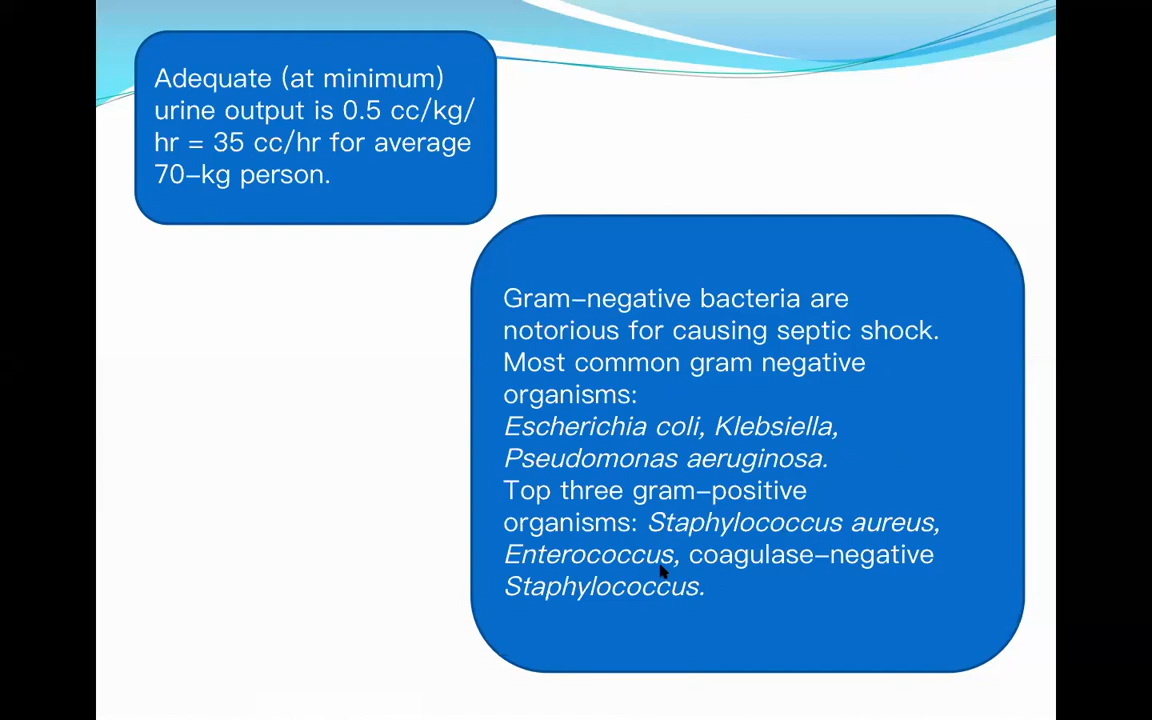 Adequate (at minimum)
urine output is 0.5 cc/kg/
hr = 35 cc/hr for average
70-kg person.
Gram-negative bacteria are
notorious for causing septic shock.
Most common gram negative
organisms:
Escherichia coli, Klebsiella,
Pseudomonas aeruginosa.
Top three gram-positive
organisms: Staphylococcus aureus,
Enterococcus, coagulase-negative
Staphylococcus.